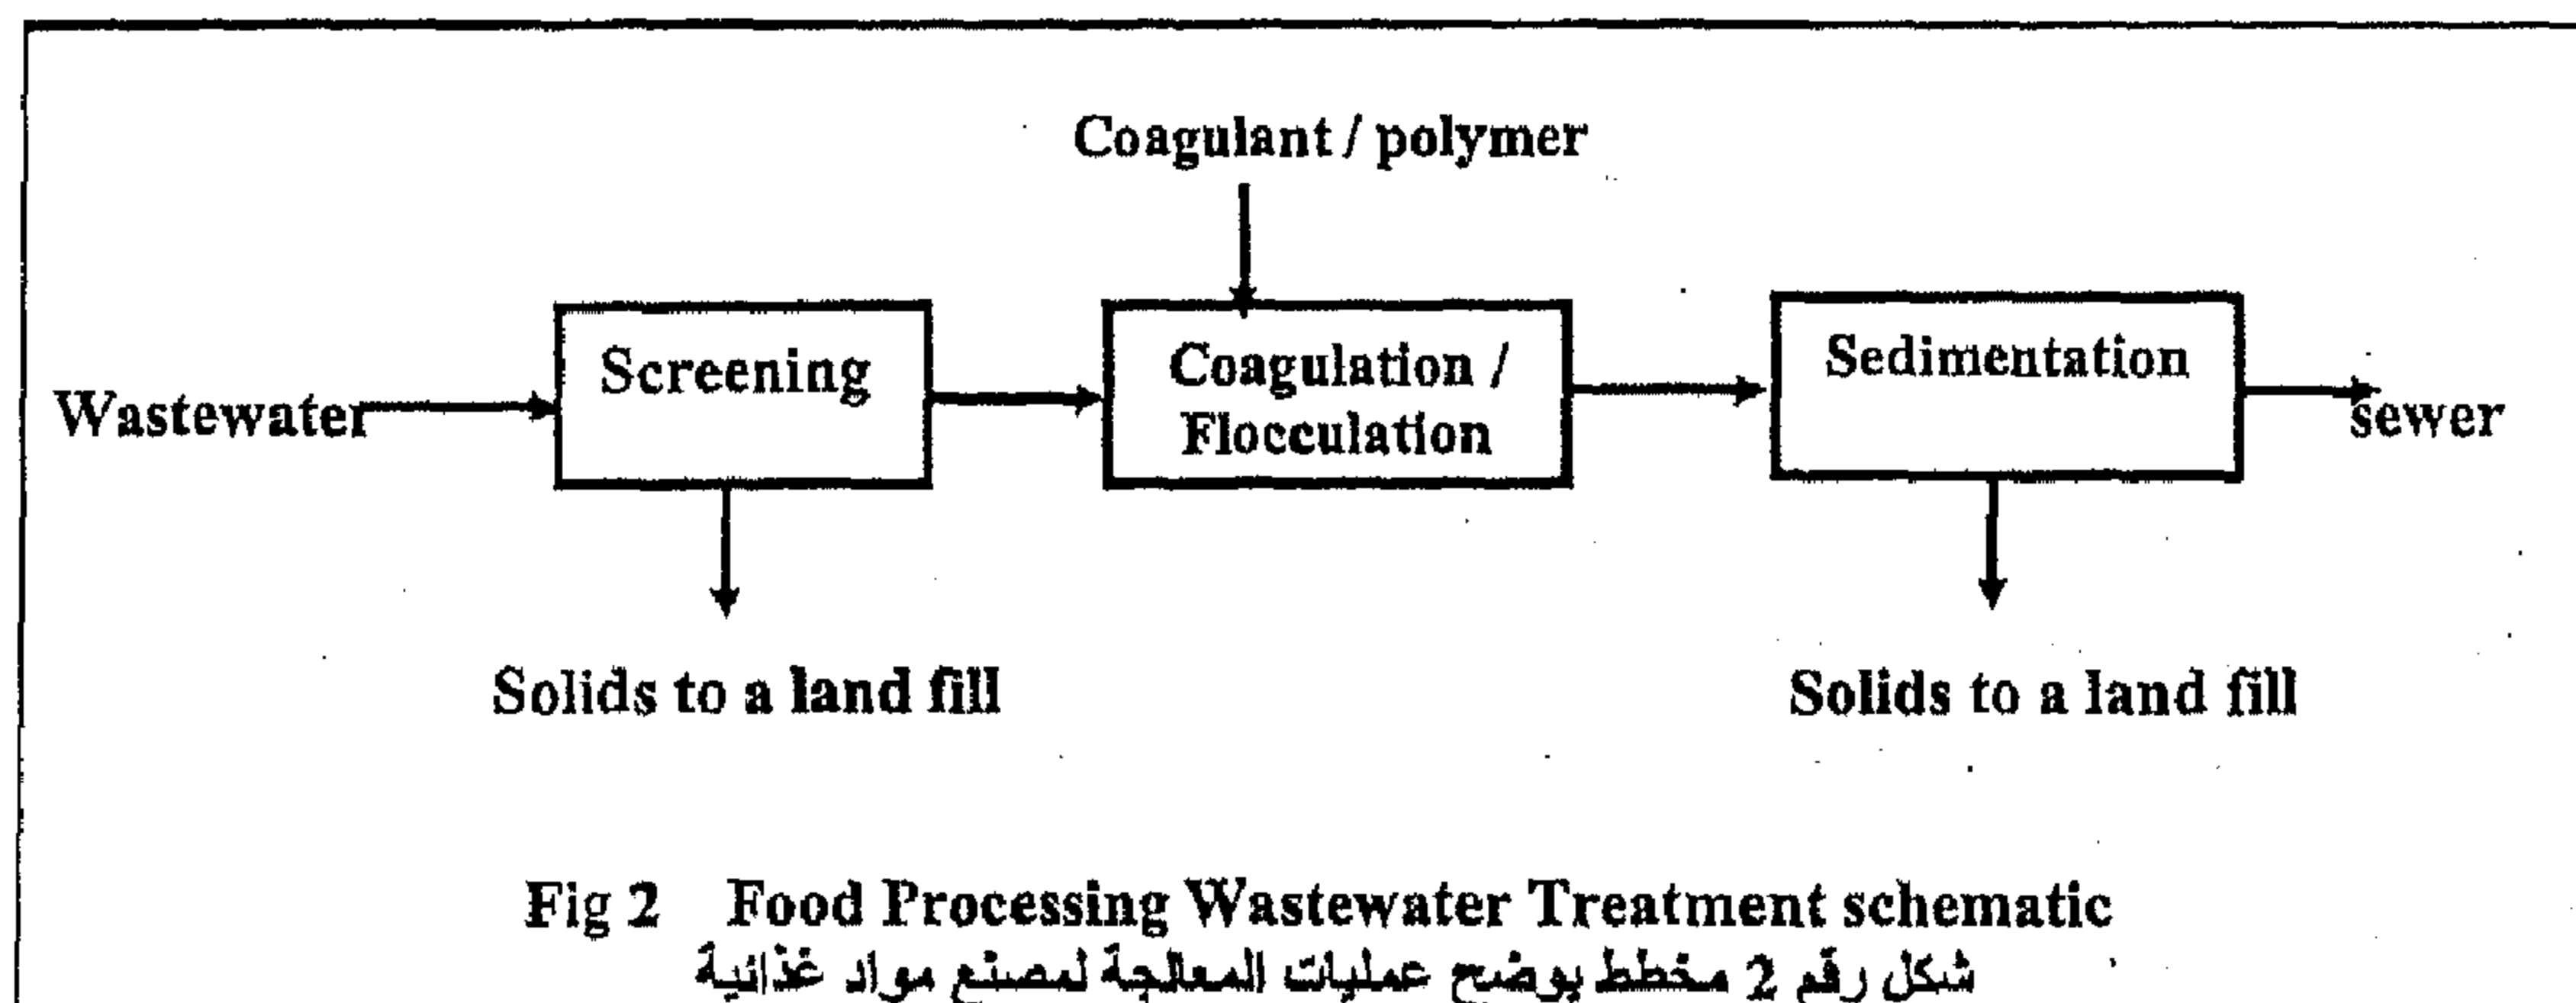 Coagulant / polymer
Wastewater
Screening
Coagulation /
Flocculation
Sedimentation
sewer
Solids to a land fill
Solids to a land fill
Fig 2 Food Processing Wastewater Treatment schematic
شكل رقم 2 مخطط يوضح عمليات المعالجة لمصنع مواد غذائية